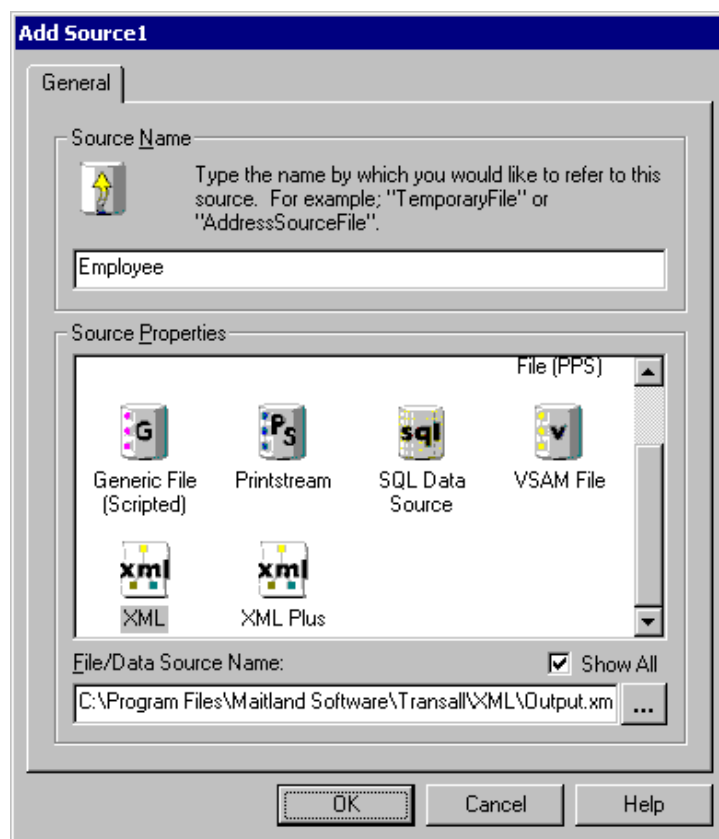 Add Source1
General
Source Name
Type the name by which you would like to refer to this
source. For example; "TemporaryFile" or
"AddressSourceFile".
Employee
Source Properties
File (PPS)
G
Ps
sql
v
Generic File
(Scripted)
Printstream
SQL Data
Source
VSAM File
xml
xml
XML
XML Plus
File/Data Source Name:
Show All
C:\Program Files\Maitland Software\Transall\XML\Output.xm
...
OK
Cancel
Help